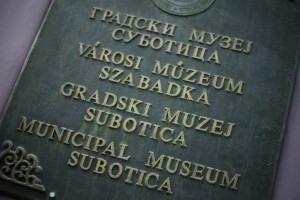 ГРАДСКИ МУЗЕЈ
СУБОТИЦА
VÁROSI MÚZEUM
SZABADKA
GRADSKI MUZEJ
SUBOTICA
MUNICIPAL MUSEUM
SUBOTICA